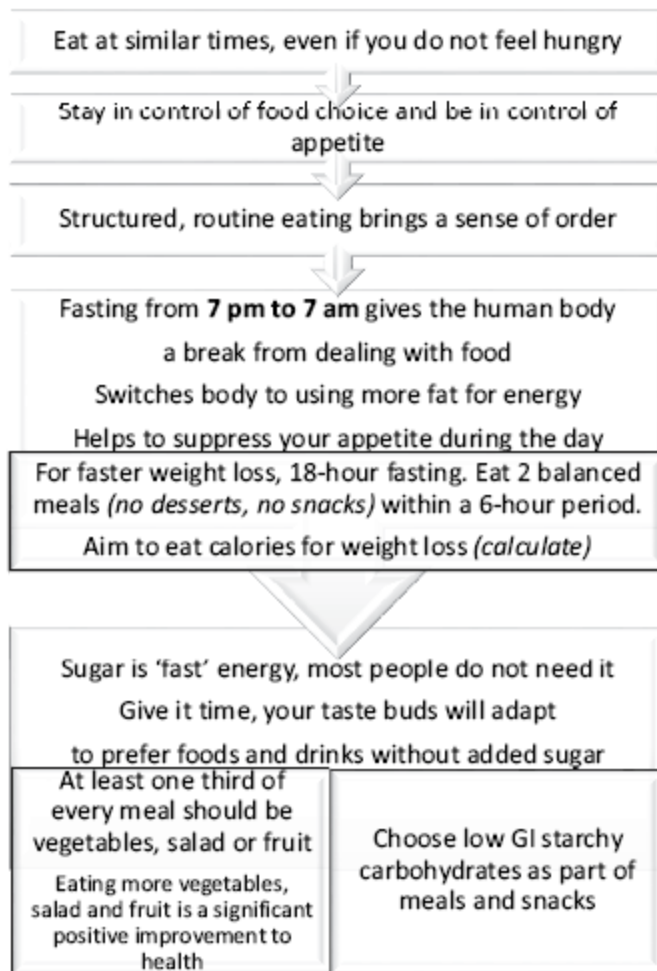 Eat at similar times, even if you do not feel hungry
Stay in control of food choice and be in control of
appetite
Structured, routine eating brings a sense of order
Fasting from 7 pm to 7 am gives the human body
a break from dealing with food
Switches body to using more fat for energy
Helps to suppress your appetite during the day
For faster weight loss, 18-hour fasting. Eat 2 balanced
meals (no desserts, no snacks) within a 6-hour period.
Aim to eat calories for weight loss (calculate)
Sugar is ‘fast’ energy, most people do not need it
Give it time, your taste buds will adapt
to prefer foods and drinks without added sugar
At least one third of
every meal should be
vegetables, salad or fruit
Eating more vegetables,
salad and fruit is a significant
positive improvement to
health
Choose low GI starchy
carbohydrates as part of
meals and snacks